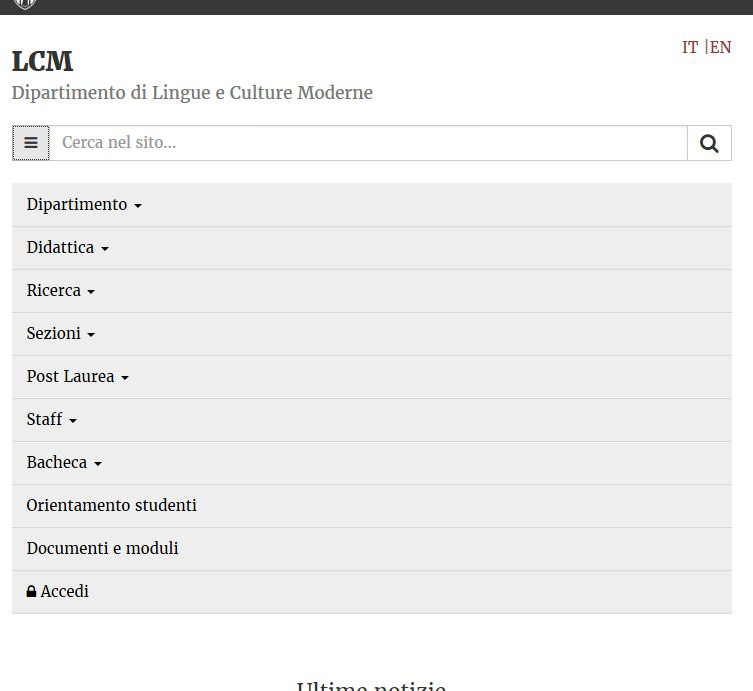 IT | EN
LCM
Dipartimento di Lingue e Culture Moderne
Cerca nel sito...
Dipartimento
Didattica
Ricerca
Sezioni
Post Laurea
Staff
Bacheca
Orientamento studenti
Documenti e moduli
Accedi
Ultime notizie